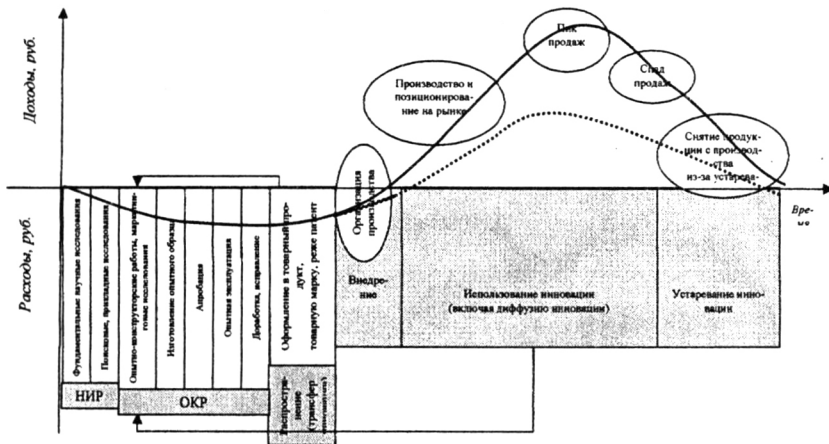 Доходы, руб.
Расходы, руб.
Пик
продаж
Производство и
позиционирова-
ние на рынке
Спад
продаж
Снятие продук-
ции с производ-
ства
из-за устарева-
Организация
производства
Вре-
Фундаментальные научные исследования
Поисковые, прикладные исследования
Опытно-конструкторские работы, маркетин-
говые исследования
Изготовление опытного образца
Апробация
Опытная эксплуатация
Доработка, исправление
Оформление в товарный про-
дукт,
товарную марку, реже патент
Внедре-
ние
Использование инновации
(включая диффузию инновации)
Устаревание инно-
вации
НИР
ОКР
Распростра-
нение
(трансфер